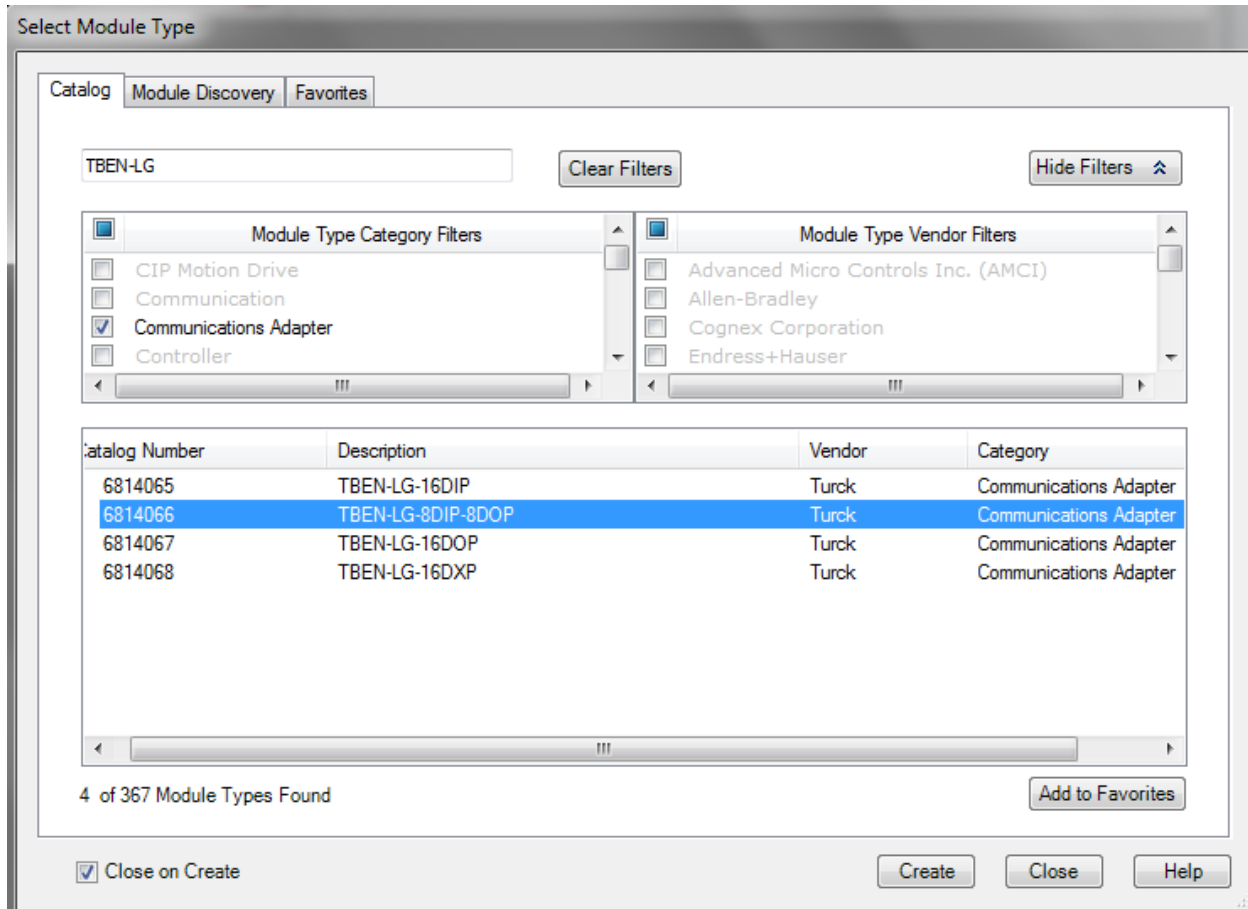 Select Module Type
Catalog Module Discovery Favorites
TBEN-LG Clear Filters Hide Filters
Module Type Category Filters Module Type Vendor Filters
CIP Motion Drive Advanced Micro Controls Inc. (AMCI)
Communication Allen-Bradley
Communications Adapter Cognex Corporation
Controller Endress+Hauser
atalog Number Description Vendor Category
6814065 TBEN-LG-16DIP Turck Communications Adapter
6814066 TBEN-LG-8DIP-8DOP Turck Communications Adapter
6814067 TBEN-LG-16DOP Turck Communications Adapter
6814068 TBEN-LG-16DXP Turck Communications Adapter
4 of 367 Module Types Found Add to Favorites
Close on Create Create Close Help